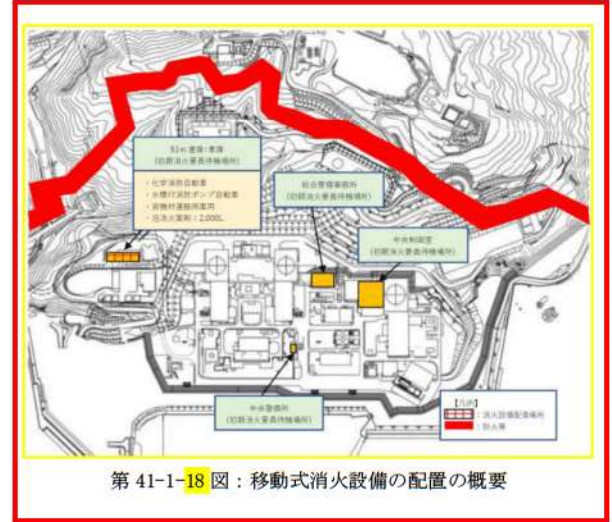 51m 倉庫・車庫
(初期消火要員待機場所)
・化学消防自動車
・水槽付消防ポンプ自動車
・資機材運搬用車両
・泡消火薬剤：2,000L
総合管理事務所
(初期消火要員待機場所)
中央制御室
(初期消火要員待機場所)
中央警備所
(初期消火要員待機場所)
【凡例】
：消火設備配置場所
：防火帯
第 41-1-18 図：移動式消火設備の配置の概要